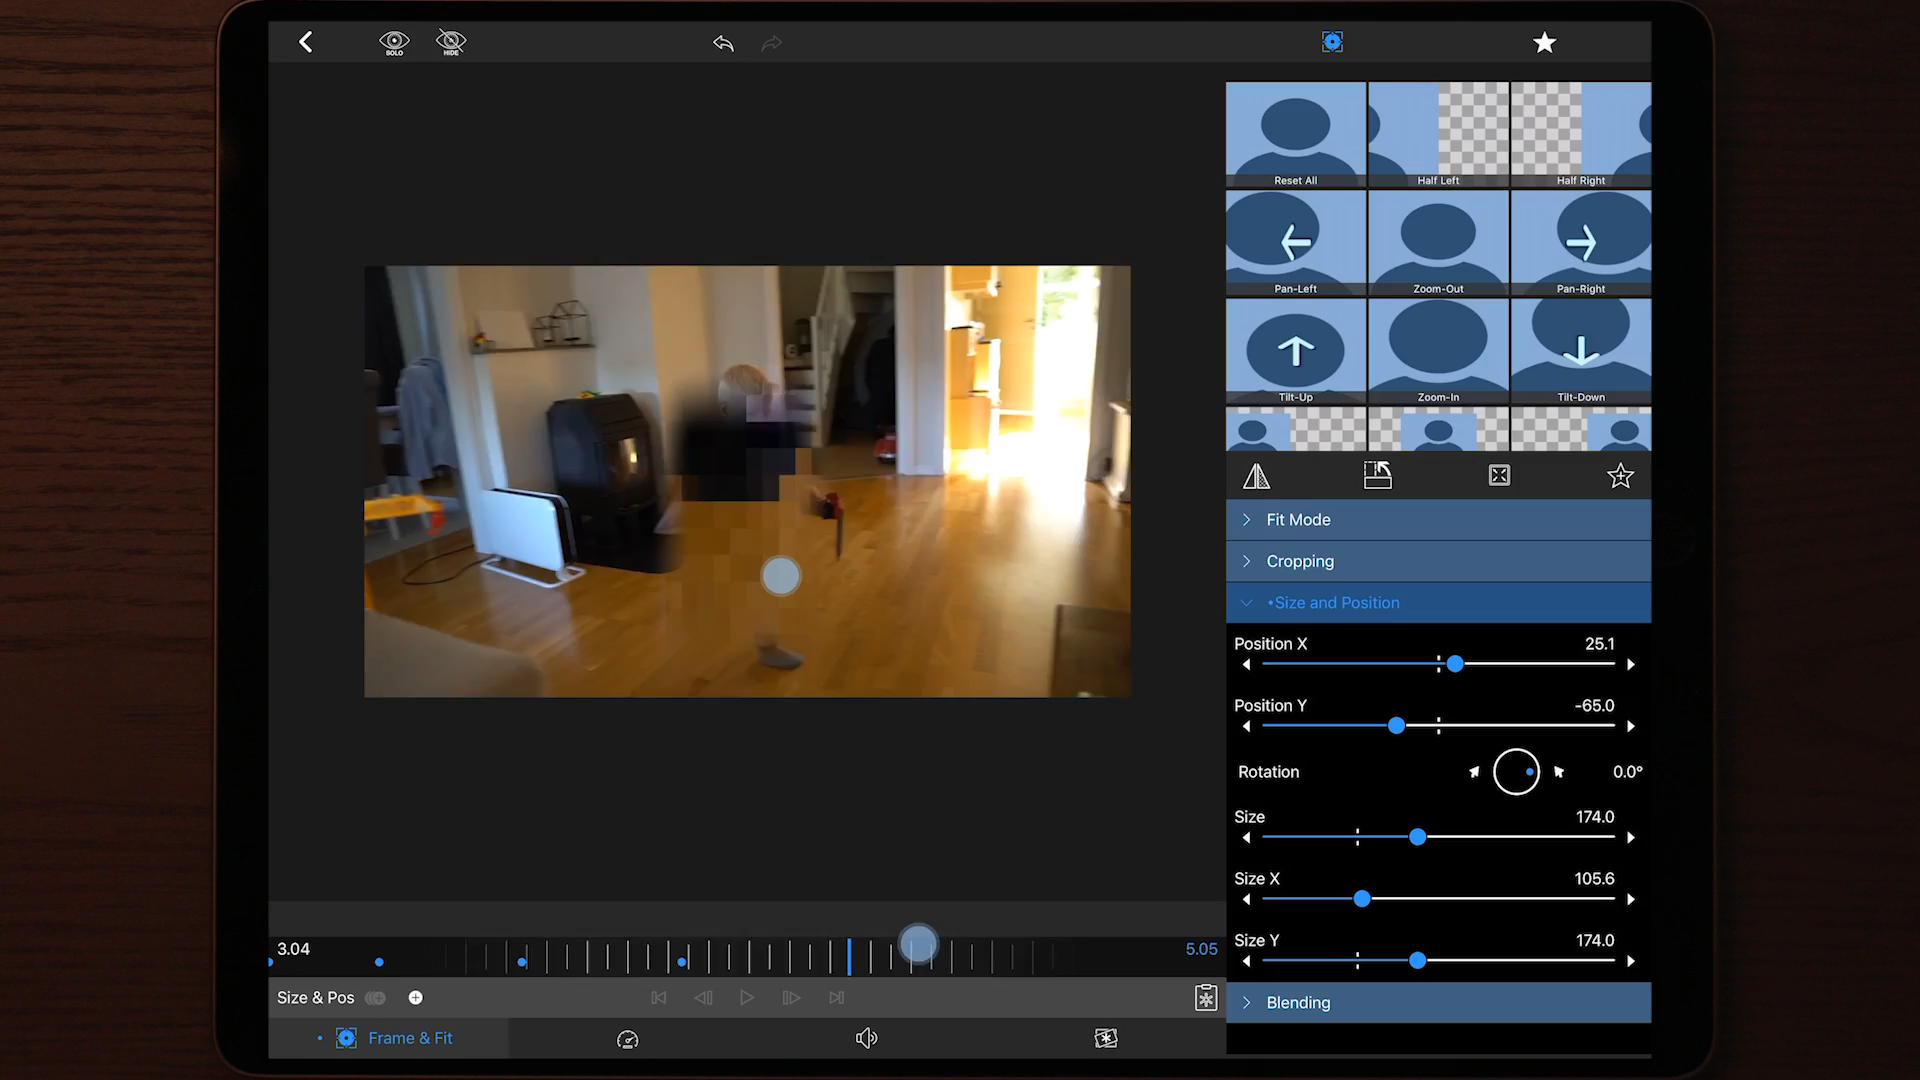 SOLO
HIDE
Reset All
Half Left
Half Right
Pan-Left
Zoom-Out
Pan-Right
Tilt-Up
Zoom-In
Tilt-Down
Fit Mode
Cropping
•Size and Position
Position X 25.1
Position Y -65.0
Rotation 0.0°
Size 174.0
Size X 105.6
Size Y 174.0
Blending
3.04
5.05
Size & Pos
Frame & Fit